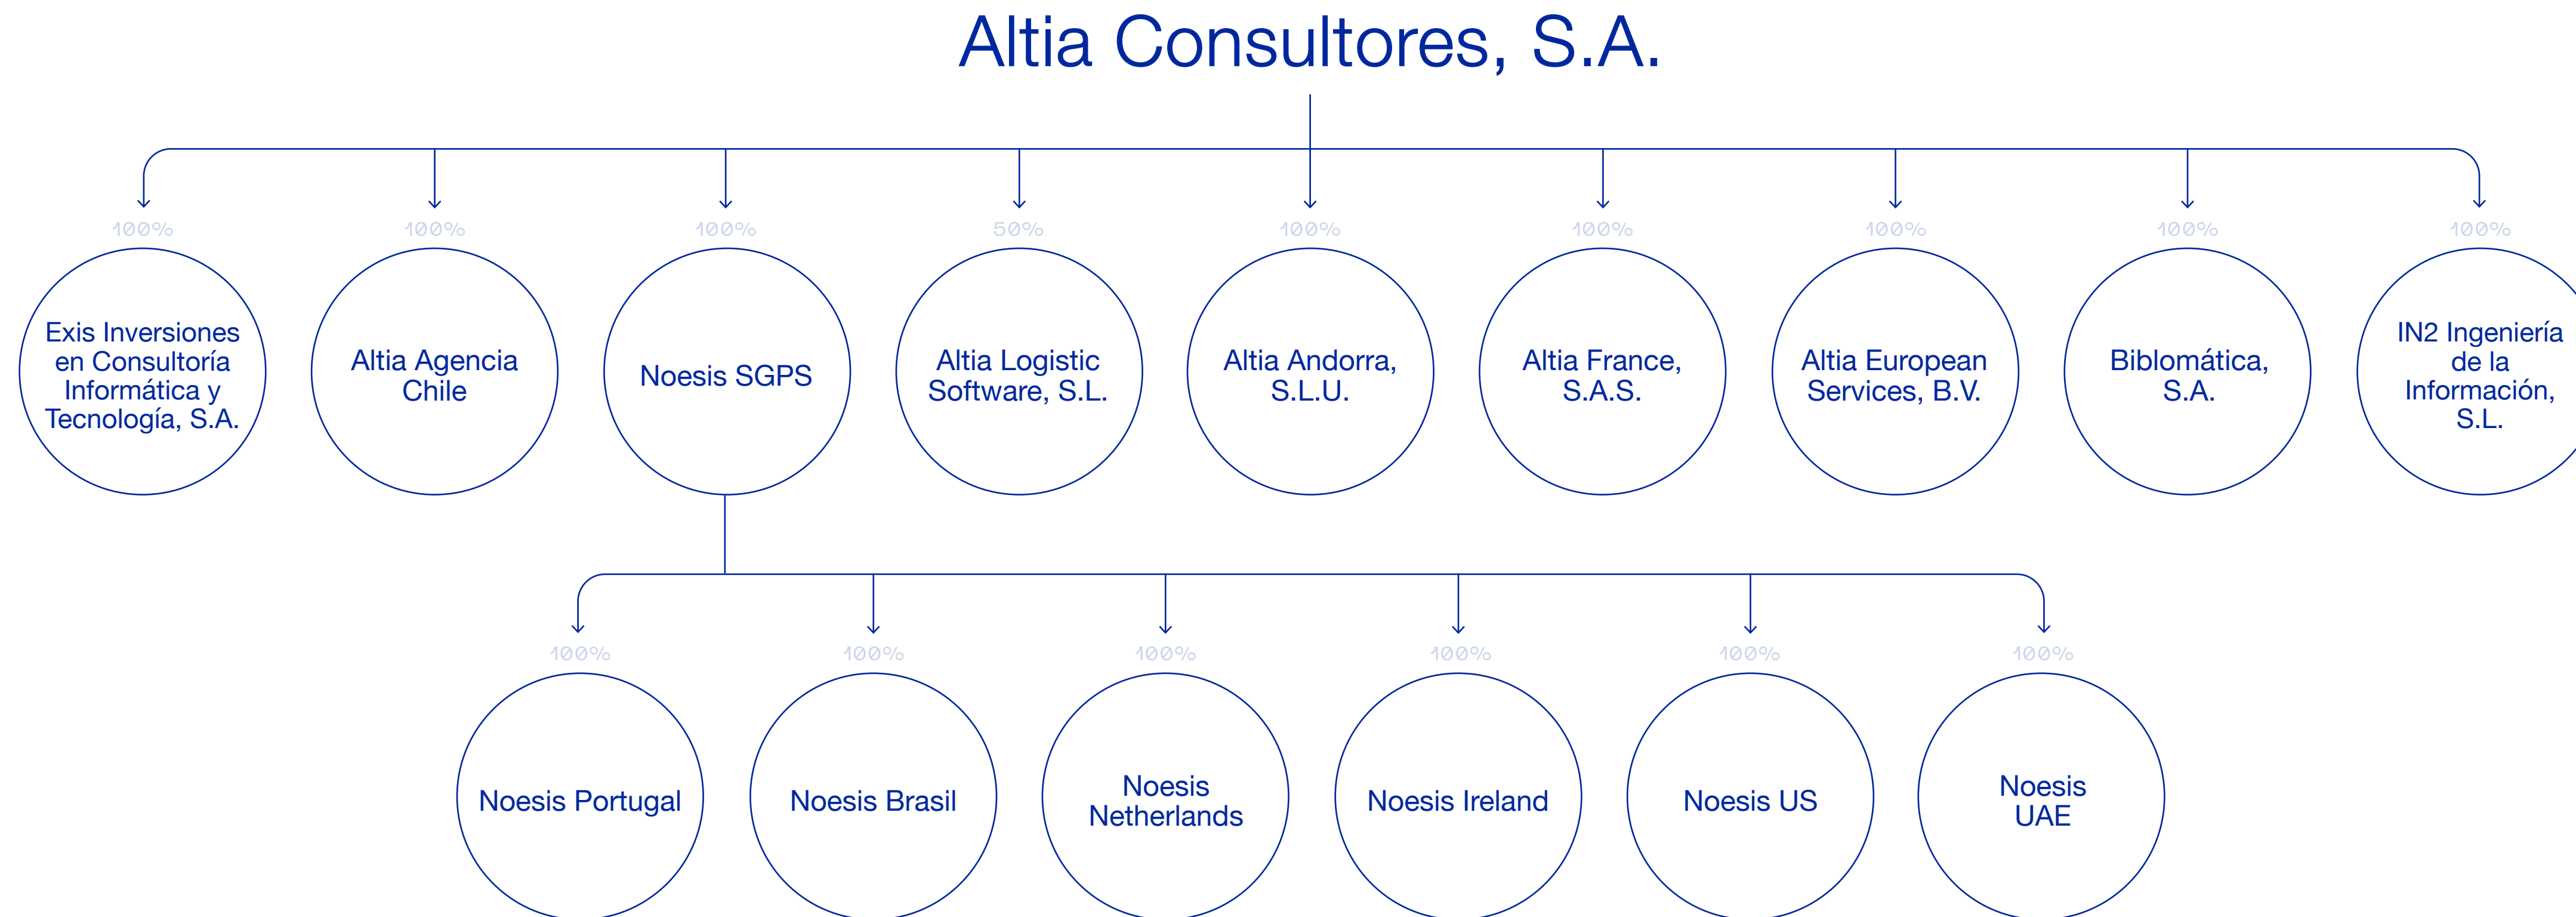 Altia Consultores, S.A.
100%
100%
100%
50%
100%
100%
100%
100%
100%
Exis Inversiones
en Consultoría
Informática y
Tecnología, S.A.
Altia Agencia
Chile
Noesis SGPS
Altia Logistic
Software, S.L.
Altia Andorra,
S.L.U.
Altia France,
S.A.S.
Altia European
Services, B.V.
Biblomática,
S.A.
IN2 Ingeniería
de la
Información,
S.L.
100%
100%
100%
100%
100%
100%
Noesis Portugal
Noesis Brasil
Noesis
Netherlands
Noesis Ireland
Noesis US
Noesis
UAE